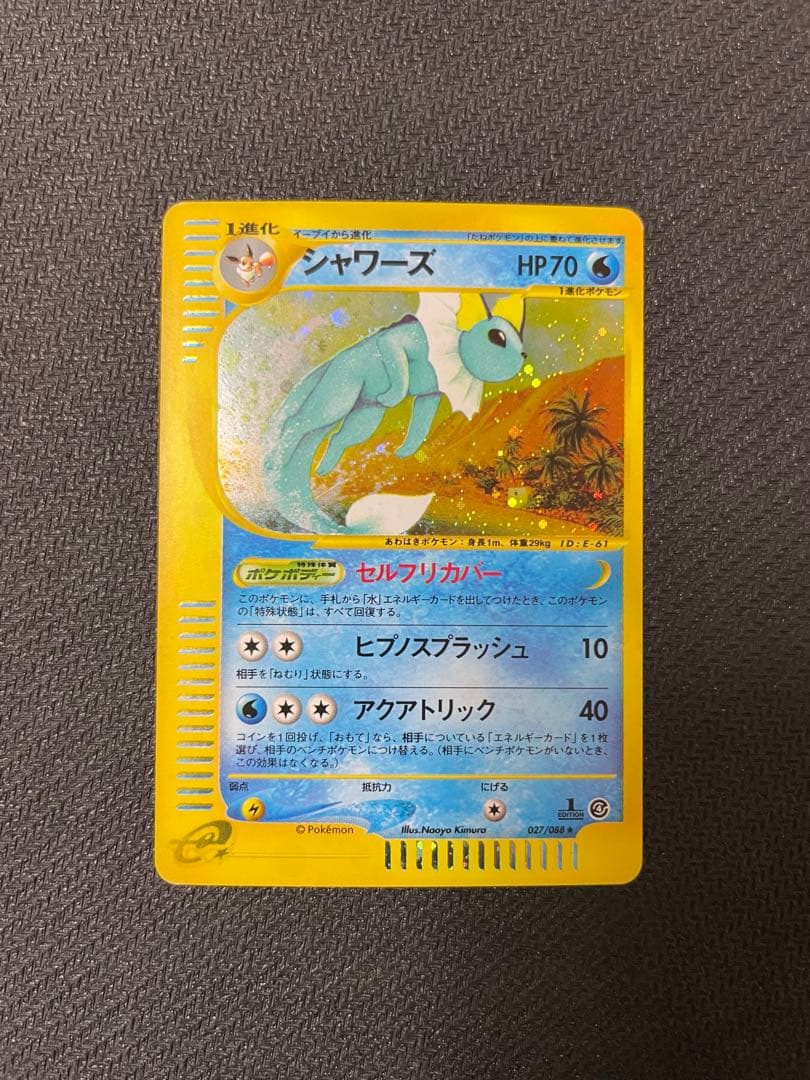 1進化
イーブイから進化
「たねポケモン」の上に重ねて進化させます。
シャワーズ HP70
1進化ポケモン
あわはきポケモン：身長1m、体重29kg ID:E-61
特殊体質
ポケボディー セルフリカバー
このポケモンに、手札から「水」エネルギーカードを出してつけたとき、このポケモン
の「特殊状態」は、すべて回復する。
ヒプノスプラッシュ 10
相手を「ねむり」状態にする。
アクアトリック 40
コインを1回投げ、「おもて」なら、相手についている「エネルギーカード」を1枚
選び、相手のベンチポケモンにつけ替える。（相手にベンチポケモンがいないとき、
この効果はなくなる。）
弱点 抵抗力 にげる
1 EDITION
© Pokémon Illus.Naoyo Kimura 027/088★
e